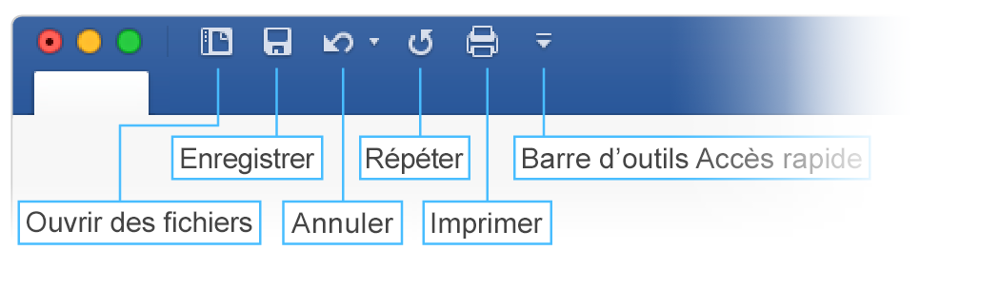 Enregistrer
Répéter
Barre d’outils Accès rapide
Ouvrir des fichiers
Annuler
Imprimer